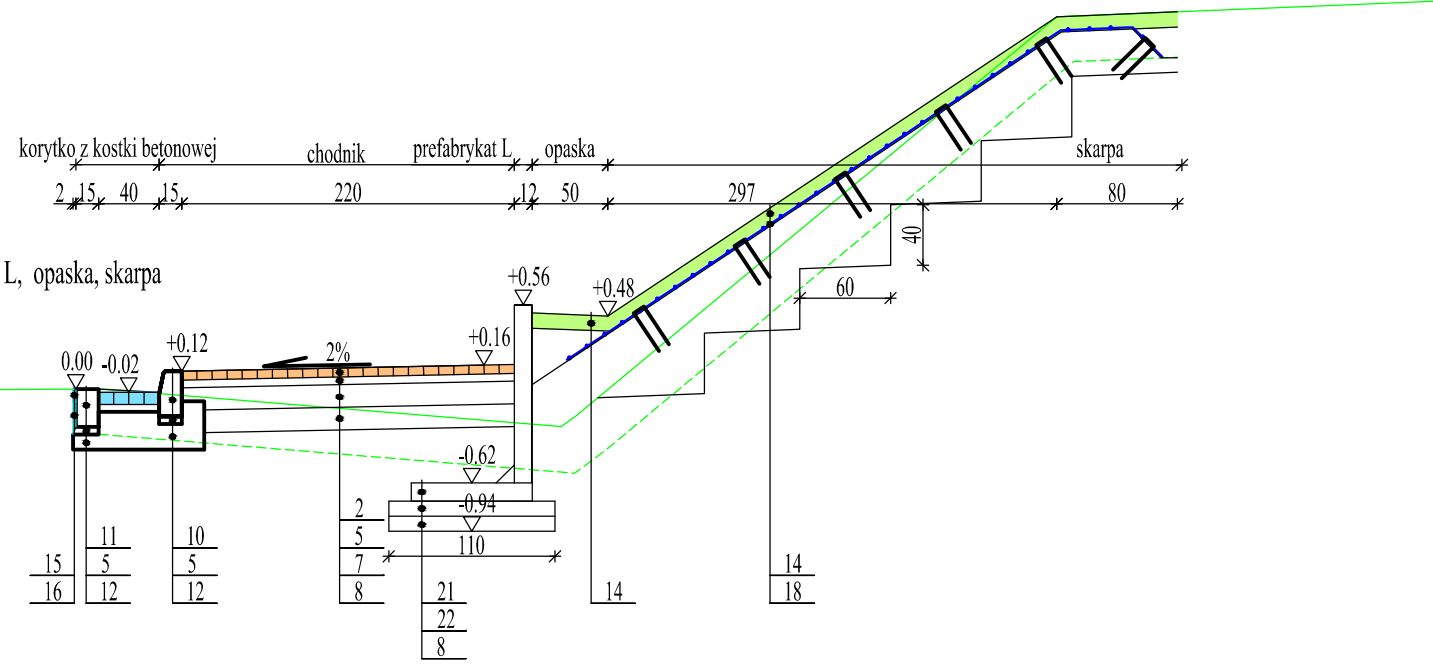 korytko z kostki betonowej chodnik prefabrykat L opaska skarpa
2 15 40 15 220 12 50 297 80
40
L, opaska, skarpa
60
+0.56
+0.48
+0.12 2% +0.16
0.00 -0.02
-0.62
-0.94
110
2
11 10 5
15 5 5 7 14
16 12 12 8 21 14 18
22
8